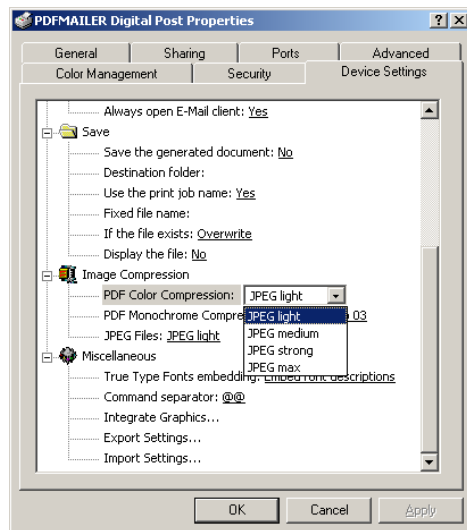 PDFMAILER Digital Post Properties
General Sharing Ports Advanced
Color Management Security Device Settings
Always open E-Mail client: Yes
Save
Save the generated document: No
Destination folder:
Use the print job name: Yes
Fixed file name:
If the file exists: Overwrite
Display the file: No
Image Compression
PDF Color Compression: JPEG light
PDF Monochrome Compre 03
JPEG light
JPEG medium
JPEG strong
JPEG max
JPEG Files: JPEG light
Miscellaneous
True Type Fonts embedding: Embed font descriptions
Command separator: @@
Integrate Graphics...
Export Settings...
Import Settings...
OK Cancel Apply